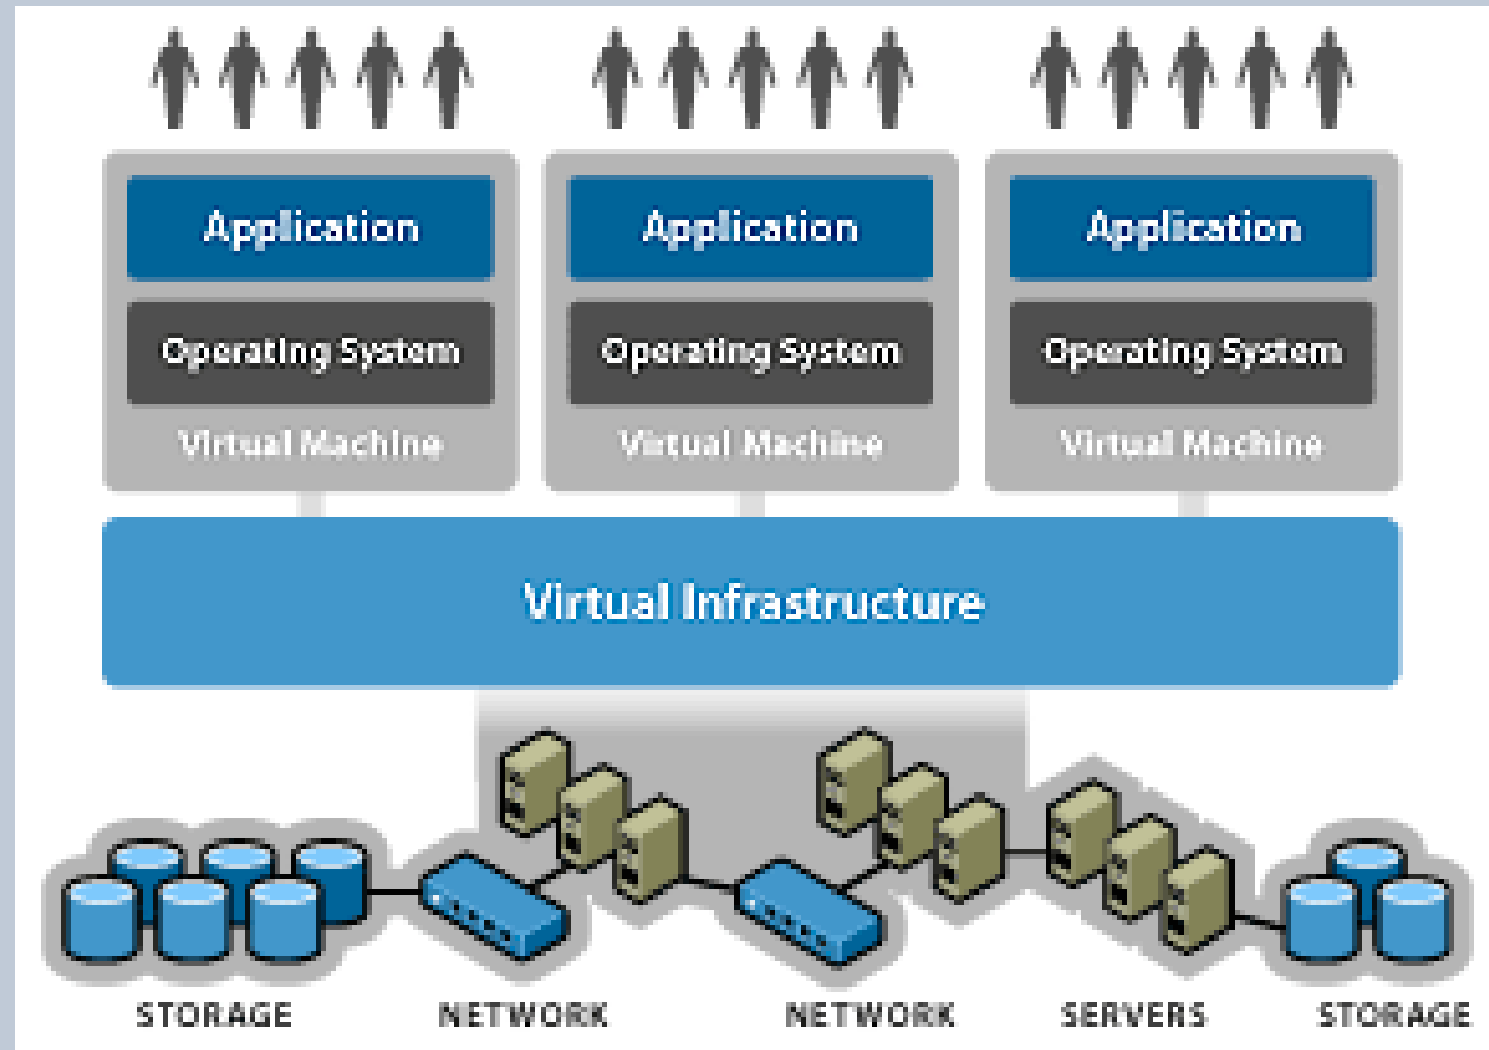 Application
Application
Application
Operating System
Operating System
Operating System
Virtual Machine
Virtual Machine
Virtual Machine
Virtual Infrastructure
STORAGE
NETWORK
NETWORK
SERVERS
STORAGE